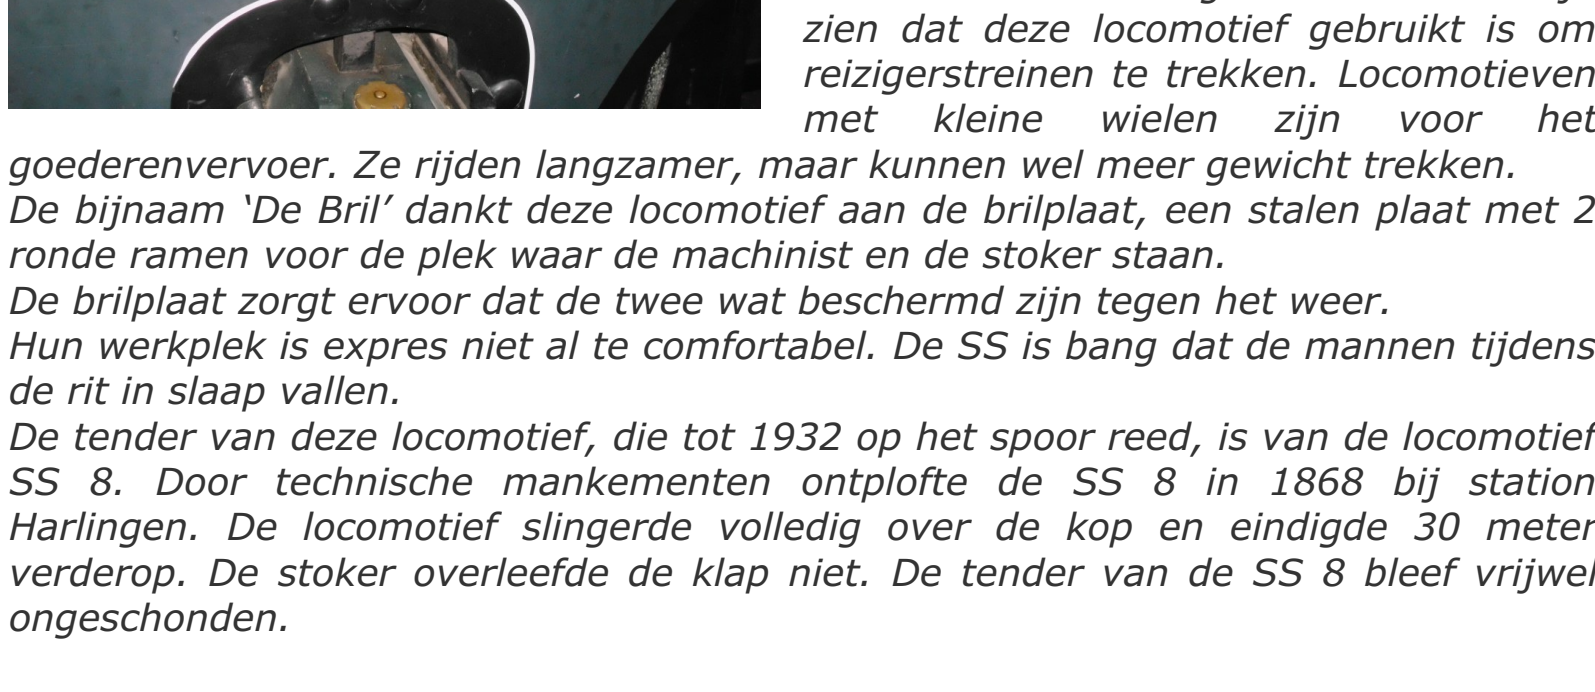 zien dat deze locomotief gebruikt is om
reizigerstreinen te trekken. Locomotieven
met kleine wielen zijn voor het
goederenvervoer. Ze rijden langzamer, maar kunnen wel meer gewicht trekken.
De bijnaam ‘De Bril’ dankt deze locomotief aan de brilplaat, een stalen plaat met 2
ronde ramen voor de plek waar de machinist en de stoker staan.
De brilplaat zorgt ervoor dat de twee wat beschermd zijn tegen het weer.
Hun werkplek is expres niet al te comfortabel. De SS is bang dat de mannen tijdens
de rit in slaap vallen.
De tender van deze locomotief, die tot 1932 op het spoor reed, is van de locomotief
SS 8. Door technische mankementen ontplofte de SS 8 in 1868 bij station
Harlingen. De locomotief slingerde volledig over de kop en eindigde 30 meter
verderop. De stoker overleefde de klap niet. De tender van de SS 8 bleef vrijwel
ongeschonden.